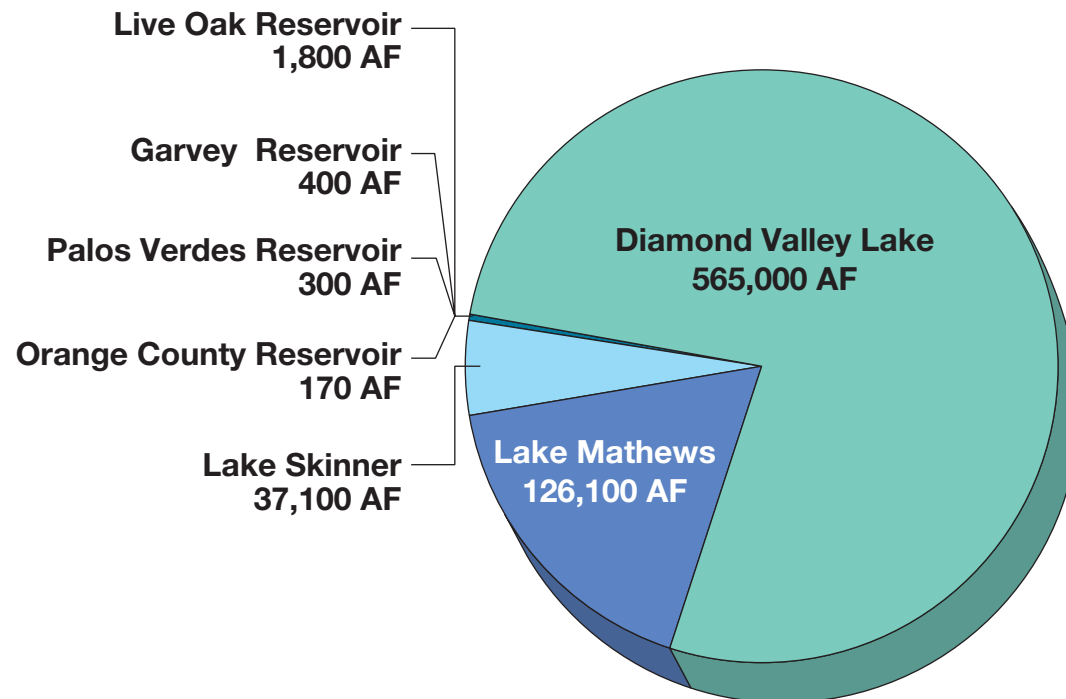 Live Oak Reservoir
1,800 AF
Garvey Reservoir
400 AF
Palos Verdes Reservoir
300 AF
Orange County Reservoir
170 AF
Lake Skinner
37,100 AF
Diamond Valley Lake
565,000 AF
Lake Mathews
126,100 AF